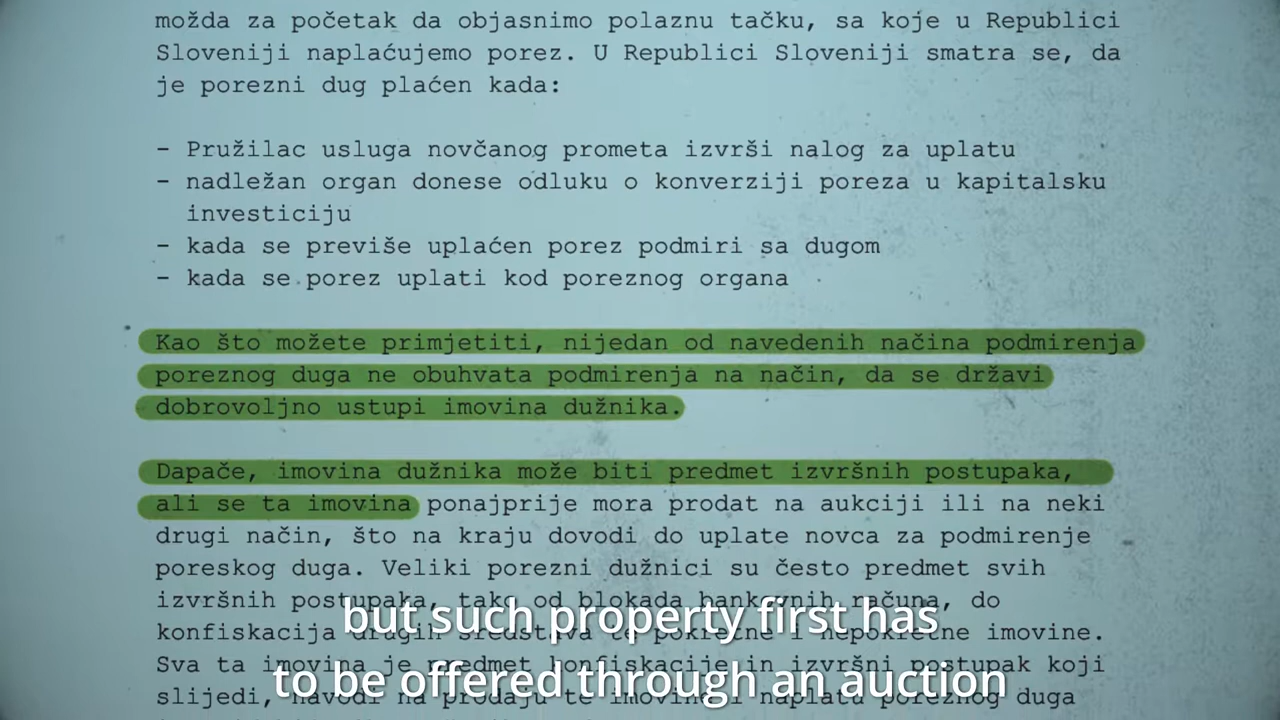 možda za početak da objasnimo polaznu tačku, sa koje u Republici
Sloveniji naplaćujemo porez. U Republici Sloveniji smatra se, da
je porezni dug plaćen kada:
- Pružilac usluga novčanog prometa izvrši nalog za uplatu
- nadležan organ donese odluku o konverziji poreza u kapitalsku
investiciju
- kada se previše uplaćen porez podmiri sa dugom
- kada se porez uplati kod poreznog organa
Kao što možete primjetiti, nijedan od navedenih načina podmirenja
poreznog duga ne obuhvata podmirenja na način, da se državi
dobrovoljno ustupi imovina dužnika.
Dapače, imovina dužnika može biti predmet izvršnih postupaka,
ali se ta imovina ponajprije mora prodat na aukciji ili na neki
drugi način, što na kraju dovodi do uplate novca za podmirenje
poreskog duga. Veliki porezni dužnici su često predmet svih
izvršnih postupaka, tako od blokada bankovnih računa, do
konfiskacija drugih sredstava te pokretne i nepokretne imovine.
Sva ta imovina je predmet konfiskacije in izvršni postupak koji
slijedi, navodi na prodaju te imovine i naplatu poreznog duga
but such property first has
to be offered through an auction